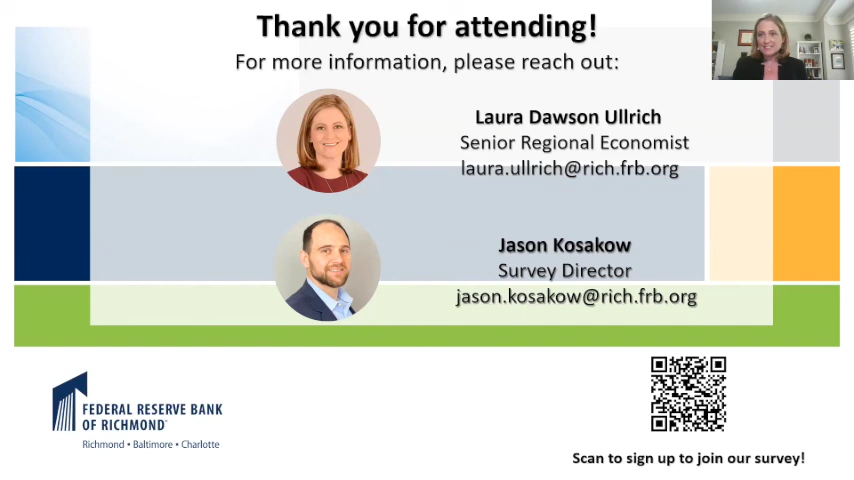 Thank you for attending!
For more information, please reach out:
Laura Dawson Ullrich
Senior Regional Economist
laura.ullrich@rich.frb.org
Jason Kosakow
Survey Director
jason.kosakow@rich.frb.org
FEDERAL RESERVE BANK
OF RICHMOND
Richmond • Baltimore • Charlotte
Scan to sign up to join our survey!